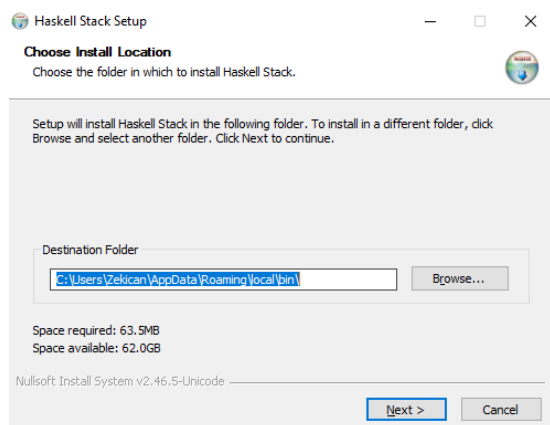 Haskell Stack Setup
Choose Install Location
Choose the folder in which to install Haskell Stack.
Setup will install Haskell Stack in the following folder. To install in a different folder, click
Browse and select another folder. Click Next to continue.
Destination Folder
C:\Users\Zekican\AppData\Roaming\local\bin\
Browse...
Space required: 63.5MB
Space available: 62.0GB
Nullsoft Install System v2.46.5-Unicode
Next >
Cancel